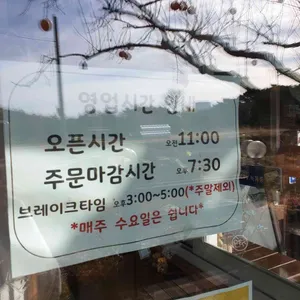 영업시간 안내
오픈시간 오전 11:00
주문마감시간 오후 7:30
브레이크타임 오후 3:00~5:00(*주말제외)
*매주 수요일은 쉽니다*